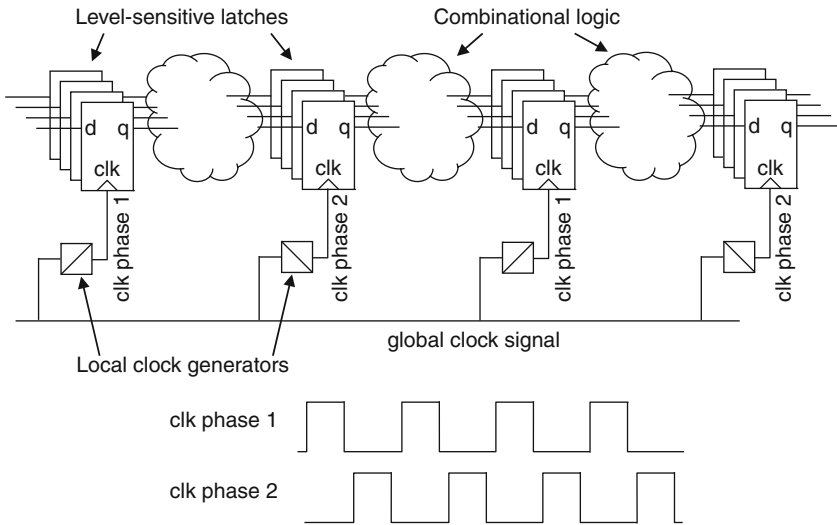 Level-sensitive latches
Combinational logic
d q
clk
clk phase 1
d q
clk
clk phase 2
d q
clk
clk phase 1
d q
clk
clk phase 2
global clock signal
Local clock generators
clk phase 1
clk phase 2